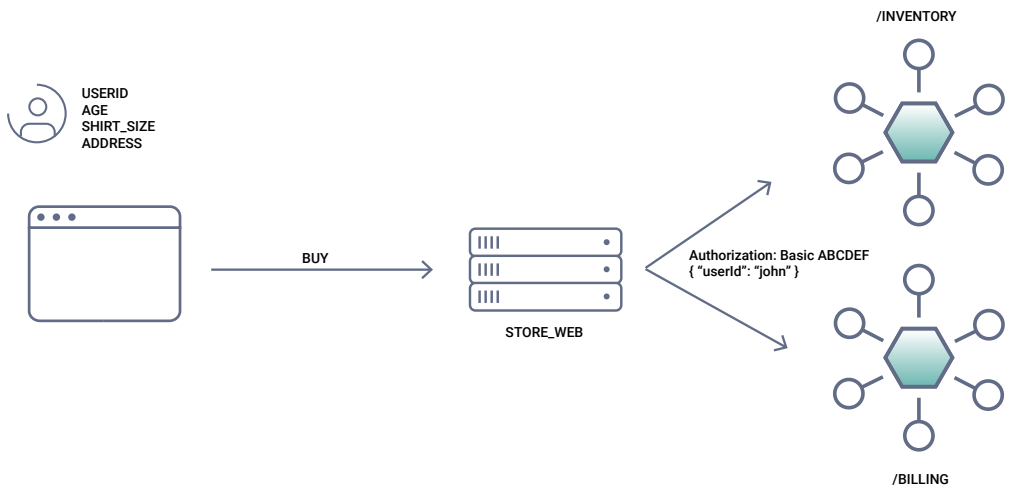 /INVENTORY
USERID
AGE
SHIRT_SIZE
ADDRESS
BUY
STORE_WEB
Authorization: Basic ABCDEF
{ “userId”: “john” }
/BILLING